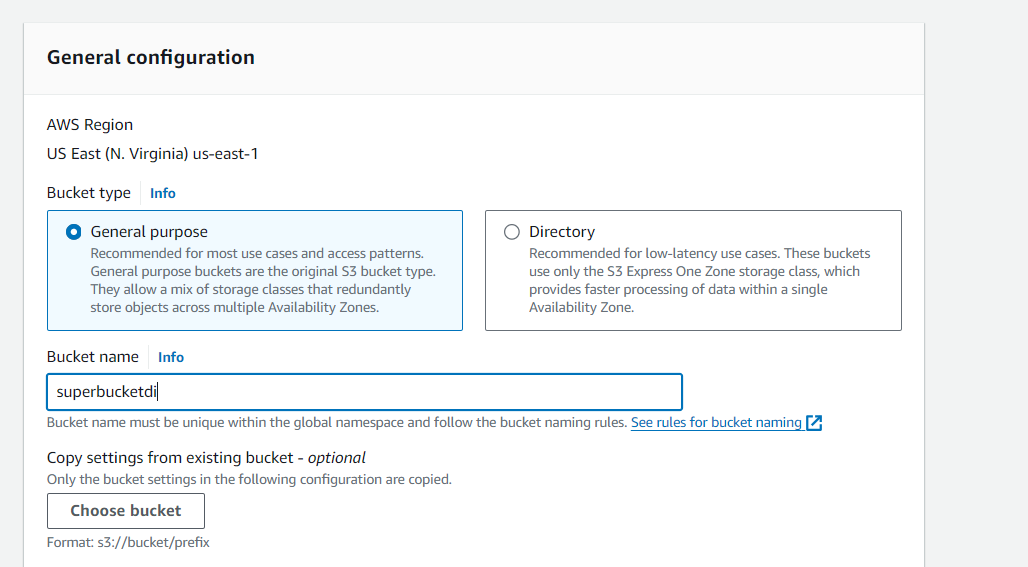 General configuration
AWS Region
US East (N. Virginia) us-east-1
Bucket type Info
General purpose
Recommended for most use cases and access patterns.
General purpose buckets are the original S3 bucket type.
They allow a mix of storage classes that redundantly
store objects across multiple Availability Zones.
Directory
Recommended for low-latency use cases. These buckets
use only the S3 Express One Zone storage class, which
provides faster processing of data within a single
Availability Zone.
Bucket name Info
superbucketdi
Bucket name must be unique within the global namespace and follow the bucket naming rules. See rules for bucket naming
Copy settings from existing bucket - optional
Only the bucket settings in the following configuration are copied.
Choose bucket
Format: s3://bucket/prefix